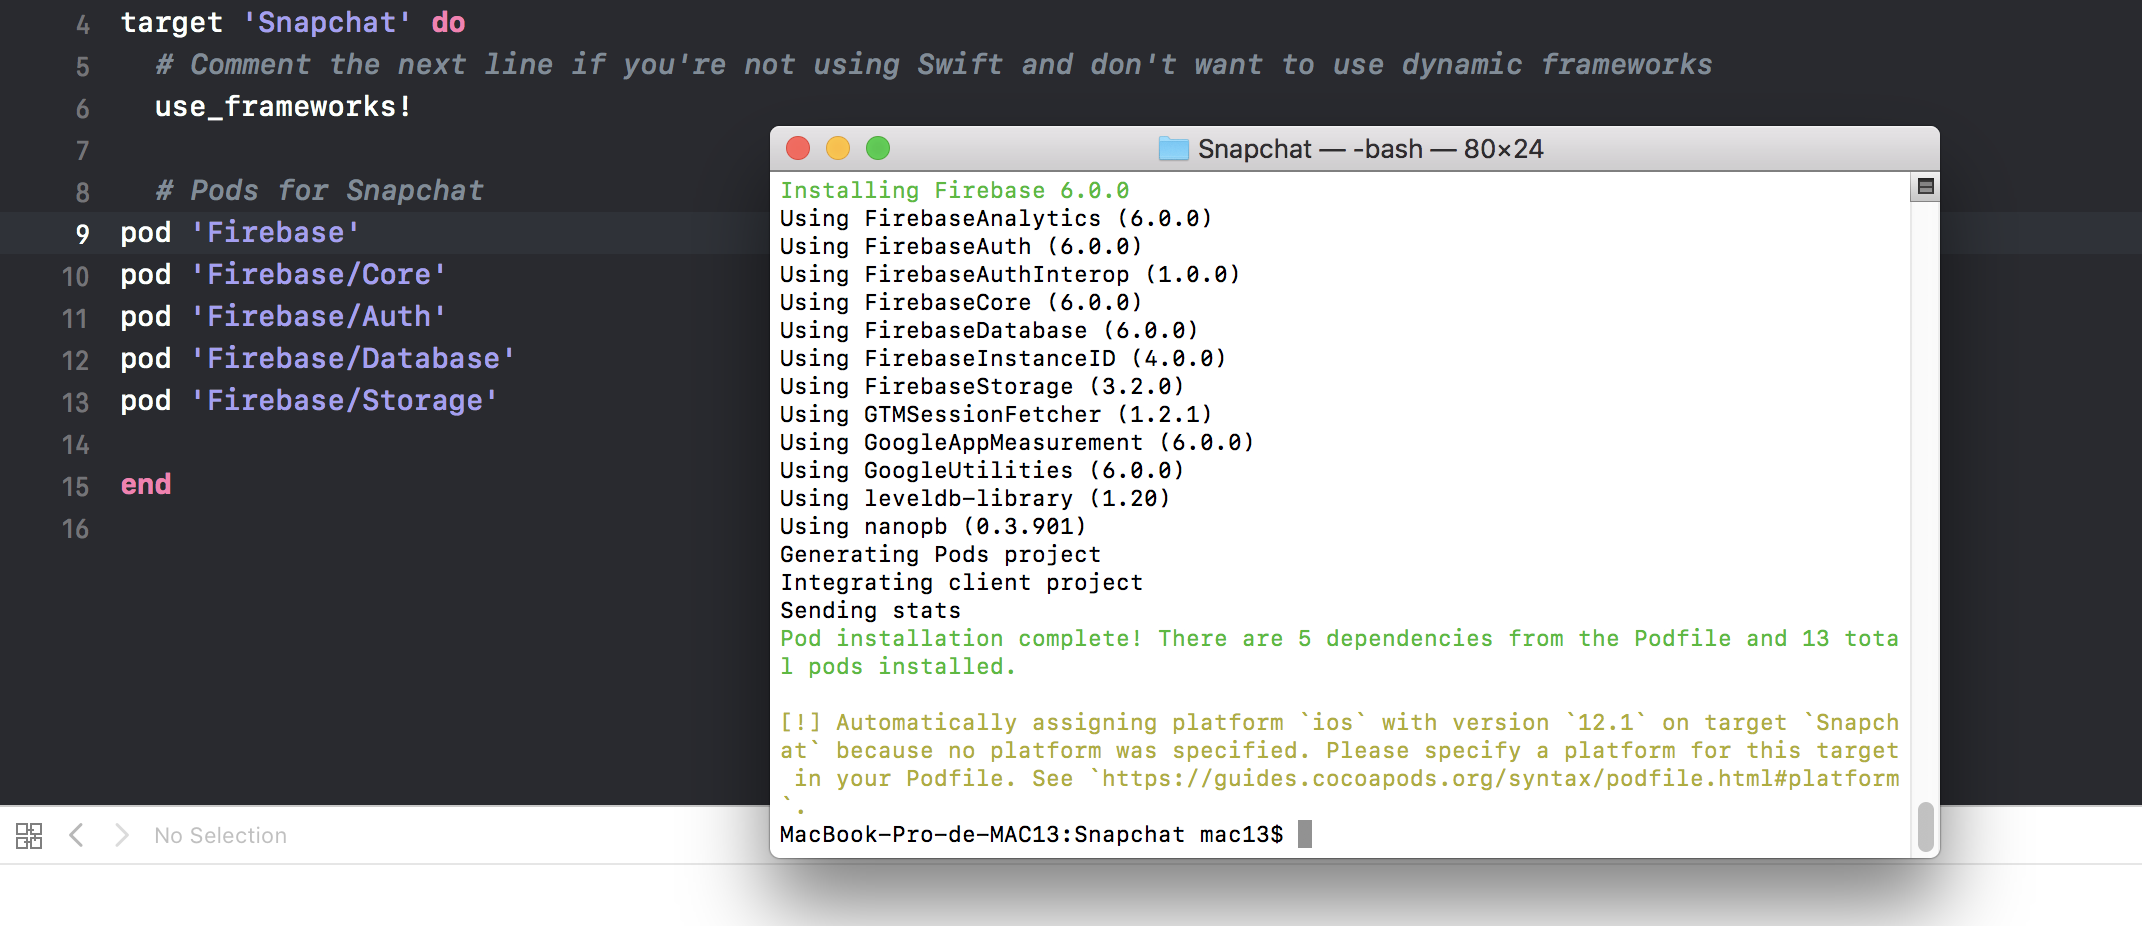 4 target 'Snapchat' do
5 # Comment the next line if you're not using Swift and don't want to use dynamic frameworks
6 use_frameworks!
7
8 # Pods for Snapchat
9 pod 'Firebase'
10 pod 'Firebase/Core'
11 pod 'Firebase/Auth'
12 pod 'Firebase/Database'
13 pod 'Firebase/Storage'
14
15 end
16
No Selection
Snapchat — -bash — 80×24
Installing Firebase 6.0.0
Using FirebaseAnalytics (6.0.0)
Using FirebaseAuth (6.0.0)
Using FirebaseAuthInterop (1.0.0)
Using FirebaseCore (6.0.0)
Using FirebaseDatabase (6.0.0)
Using FirebaseInstanceID (4.0.0)
Using FirebaseStorage (3.2.0)
Using GTMSessionFetcher (1.2.1)
Using GoogleAppMeasurement (6.0.0)
Using GoogleUtilities (6.0.0)
Using leveldb-library (1.20)
Using nanopb (0.3.901)
Generating Pods project
Integrating client project
Sending stats
Pod installation complete! There are 5 dependencies from the Podfile and 13 tota
l pods installed.
[!] Automatically assigning platform `ios` with version `12.1` on target `Snapch
at` because no platform was specified. Please specify a platform for this target
in your Podfile. See `https://guides.cocoapods.org/syntax/podfile.html#platform
`.
MacBook-Pro-de-MAC13:Snapchat mac13$